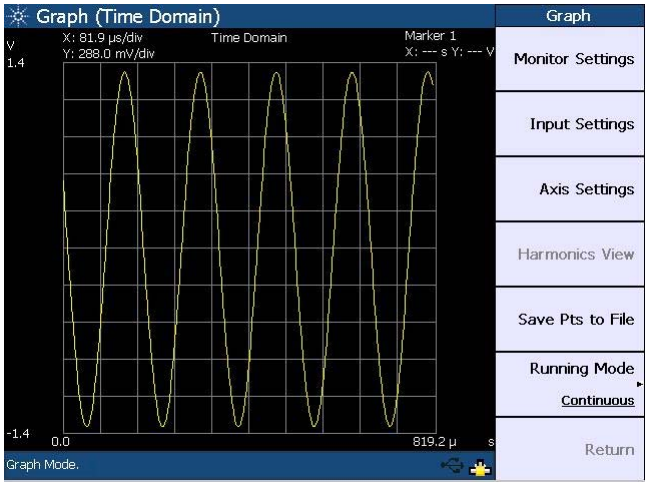 Graph (Time Domain)
Graph
X: 81.9 µs/div
Time Domain
Marker 1
Y: 288.0 mV/div
X: --- s Y: --- V
V
1.4
-1.4
0.0
819.2 µ
s
Graph Mode.
Monitor Settings
Input Settings
Axis Settings
Harmonics View
Save Pts to File
Running Mode
Continuous
Return